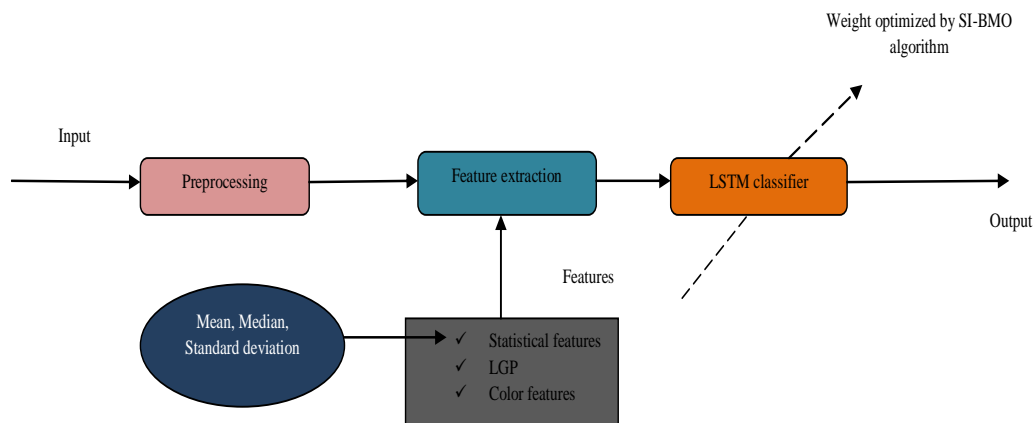 Weight optimized by SI-BMO
algorithm
Input
Preprocessing
Feature extraction
LSTM classifier
Output
Features
Mean, Median,
Standard deviation
✓ Statistical features
✓ LGP
✓ Color features